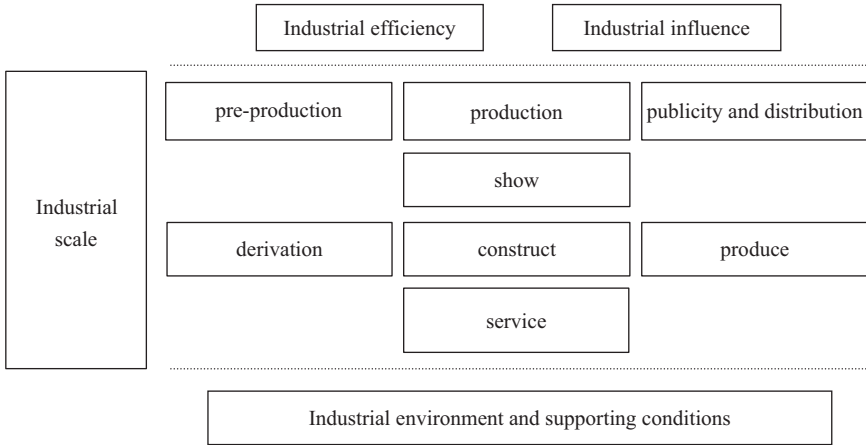 Industrial efficiency
Industrial influence
pre-production
production
publicity and distribution
show
Industrial
scale
derivation
construct
produce
service
Industrial environment and supporting conditions